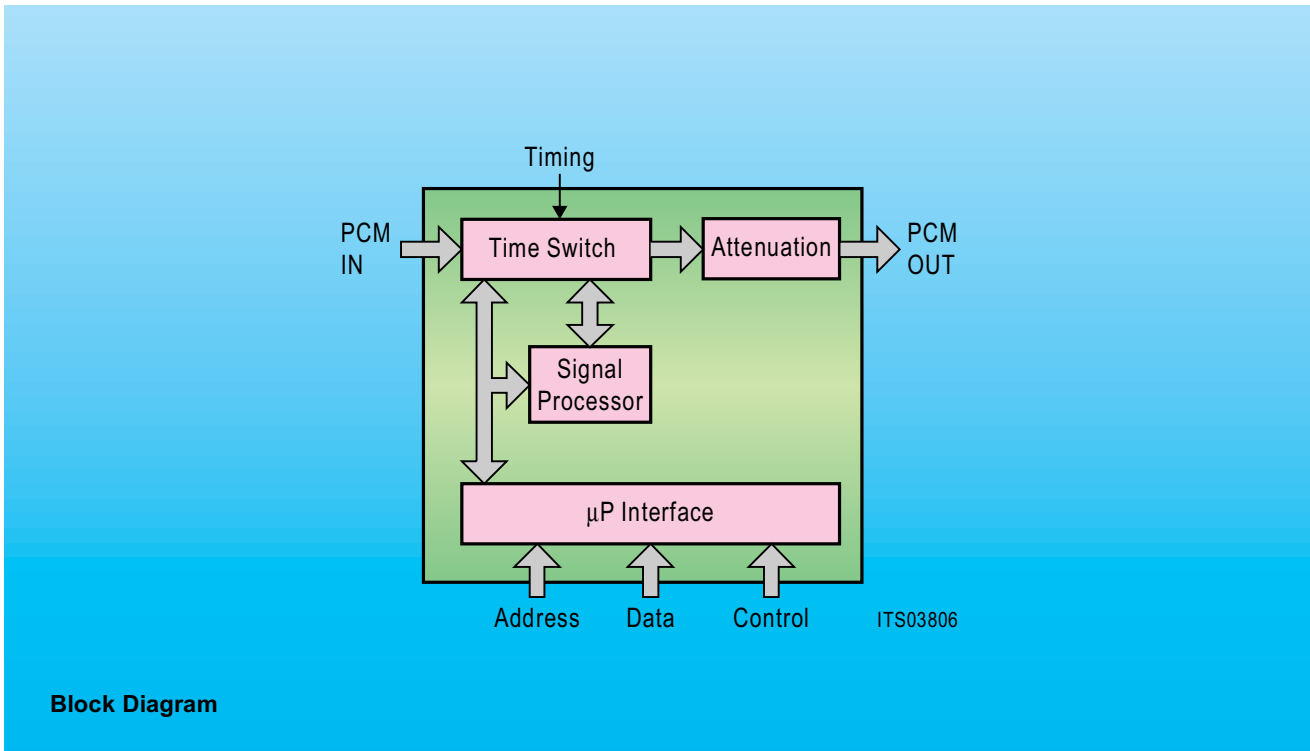 Timing
PCM
IN
Time Switch
Attenuation
PCM
OUT
Signal
Processor
µP Interface
Address
Data
Control
ITS03806
Block Diagram